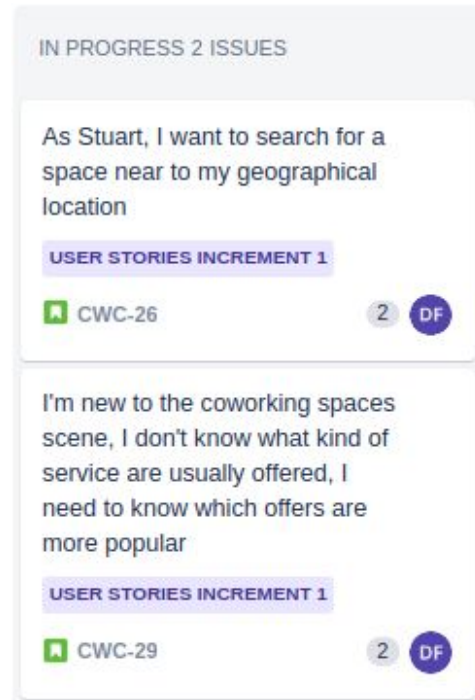 IN PROGRESS 2 ISSUES
As Stuart, I want to search for a
space near to my geographical
location
USER STORIES INCREMENT 1
CWC-26 2 DF
I'm new to the coworking spaces
scene, I don't know what kind of
service are usually offered, I
need to know which offers are
more popular
USER STORIES INCREMENT 1
CWC-29 2 DF